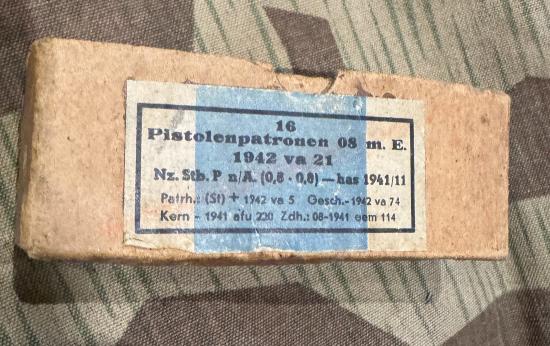 16
Pistolenpatronen 08 m. E.
1942 va 21
Nz. Stb. P n/A. (0,8 · 0,8) — has 1941/11
Patrh.: (St) + 1942 va 5 Gesch.-1942 va 74
Kern - 1941 efu 220 Zdh.: 08-1941 eem 114